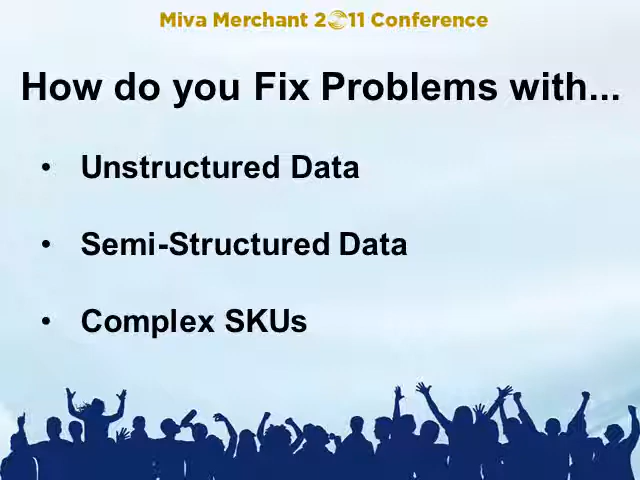 Miva Merchant 2011 Conference
How do you Fix Problems with...
• Unstructured Data
• Semi-Structured Data
• Complex SKUs